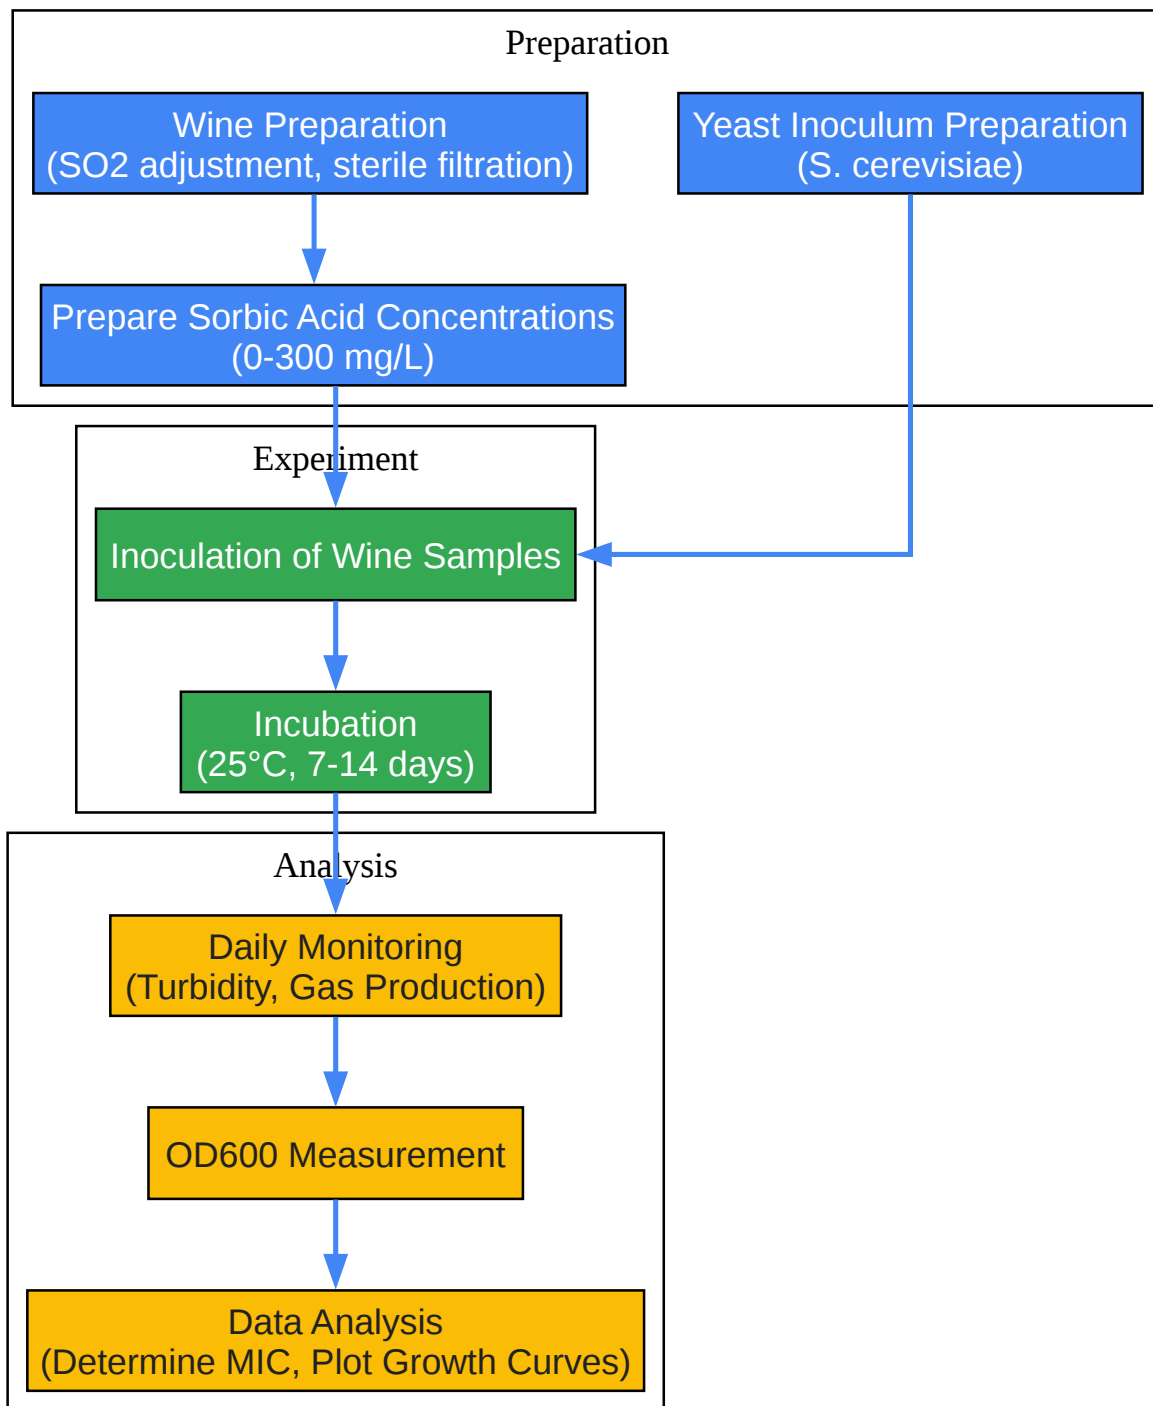 Preparation
Wine Preparation
(SO2 adjustment, sterile filtration)
Yeast Inoculum Preparation
(S. cerevisiae)
Prepare Sorbic Acid Concentrations
(0-300 mg/L)
Experiment
Inoculation of Wine Samples
Incubation
(25°C, 7-14 days)
Analysis
Daily Monitoring
(Turbidity, Gas Production)
OD600 Measurement
Data Analysis
(Determine MIC, Plot Growth Curves)